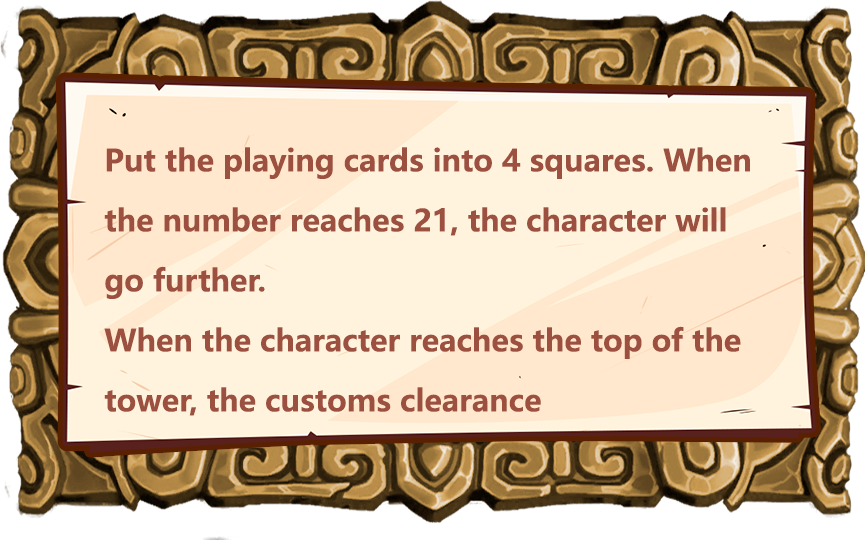 Put the playing cards into 4 squares. When
the number reaches 21, the character will
go further.
When the character reaches the top of the
tower, the customs clearance